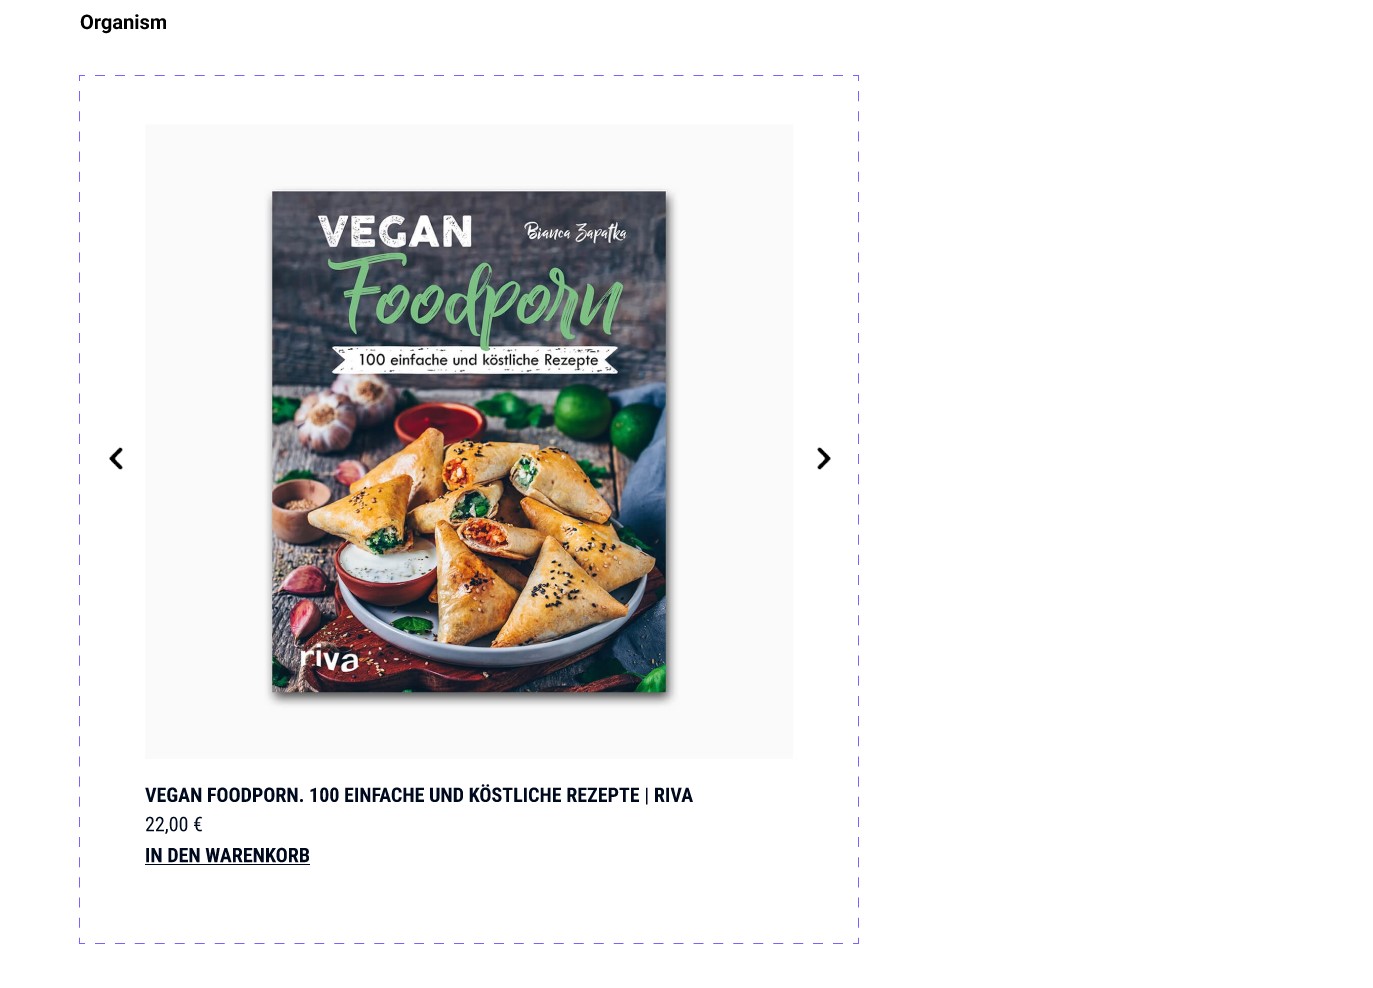 Organism
VEGAN
Bianca Zapatka
Foodporn
100 einfache und köstliche Rezepte
riva
VEGAN FOODPORN. 100 EINFACHE UND KÖSTLICHE REZEPTE | RIVA
22,00 €
IN DEN WARENKORB